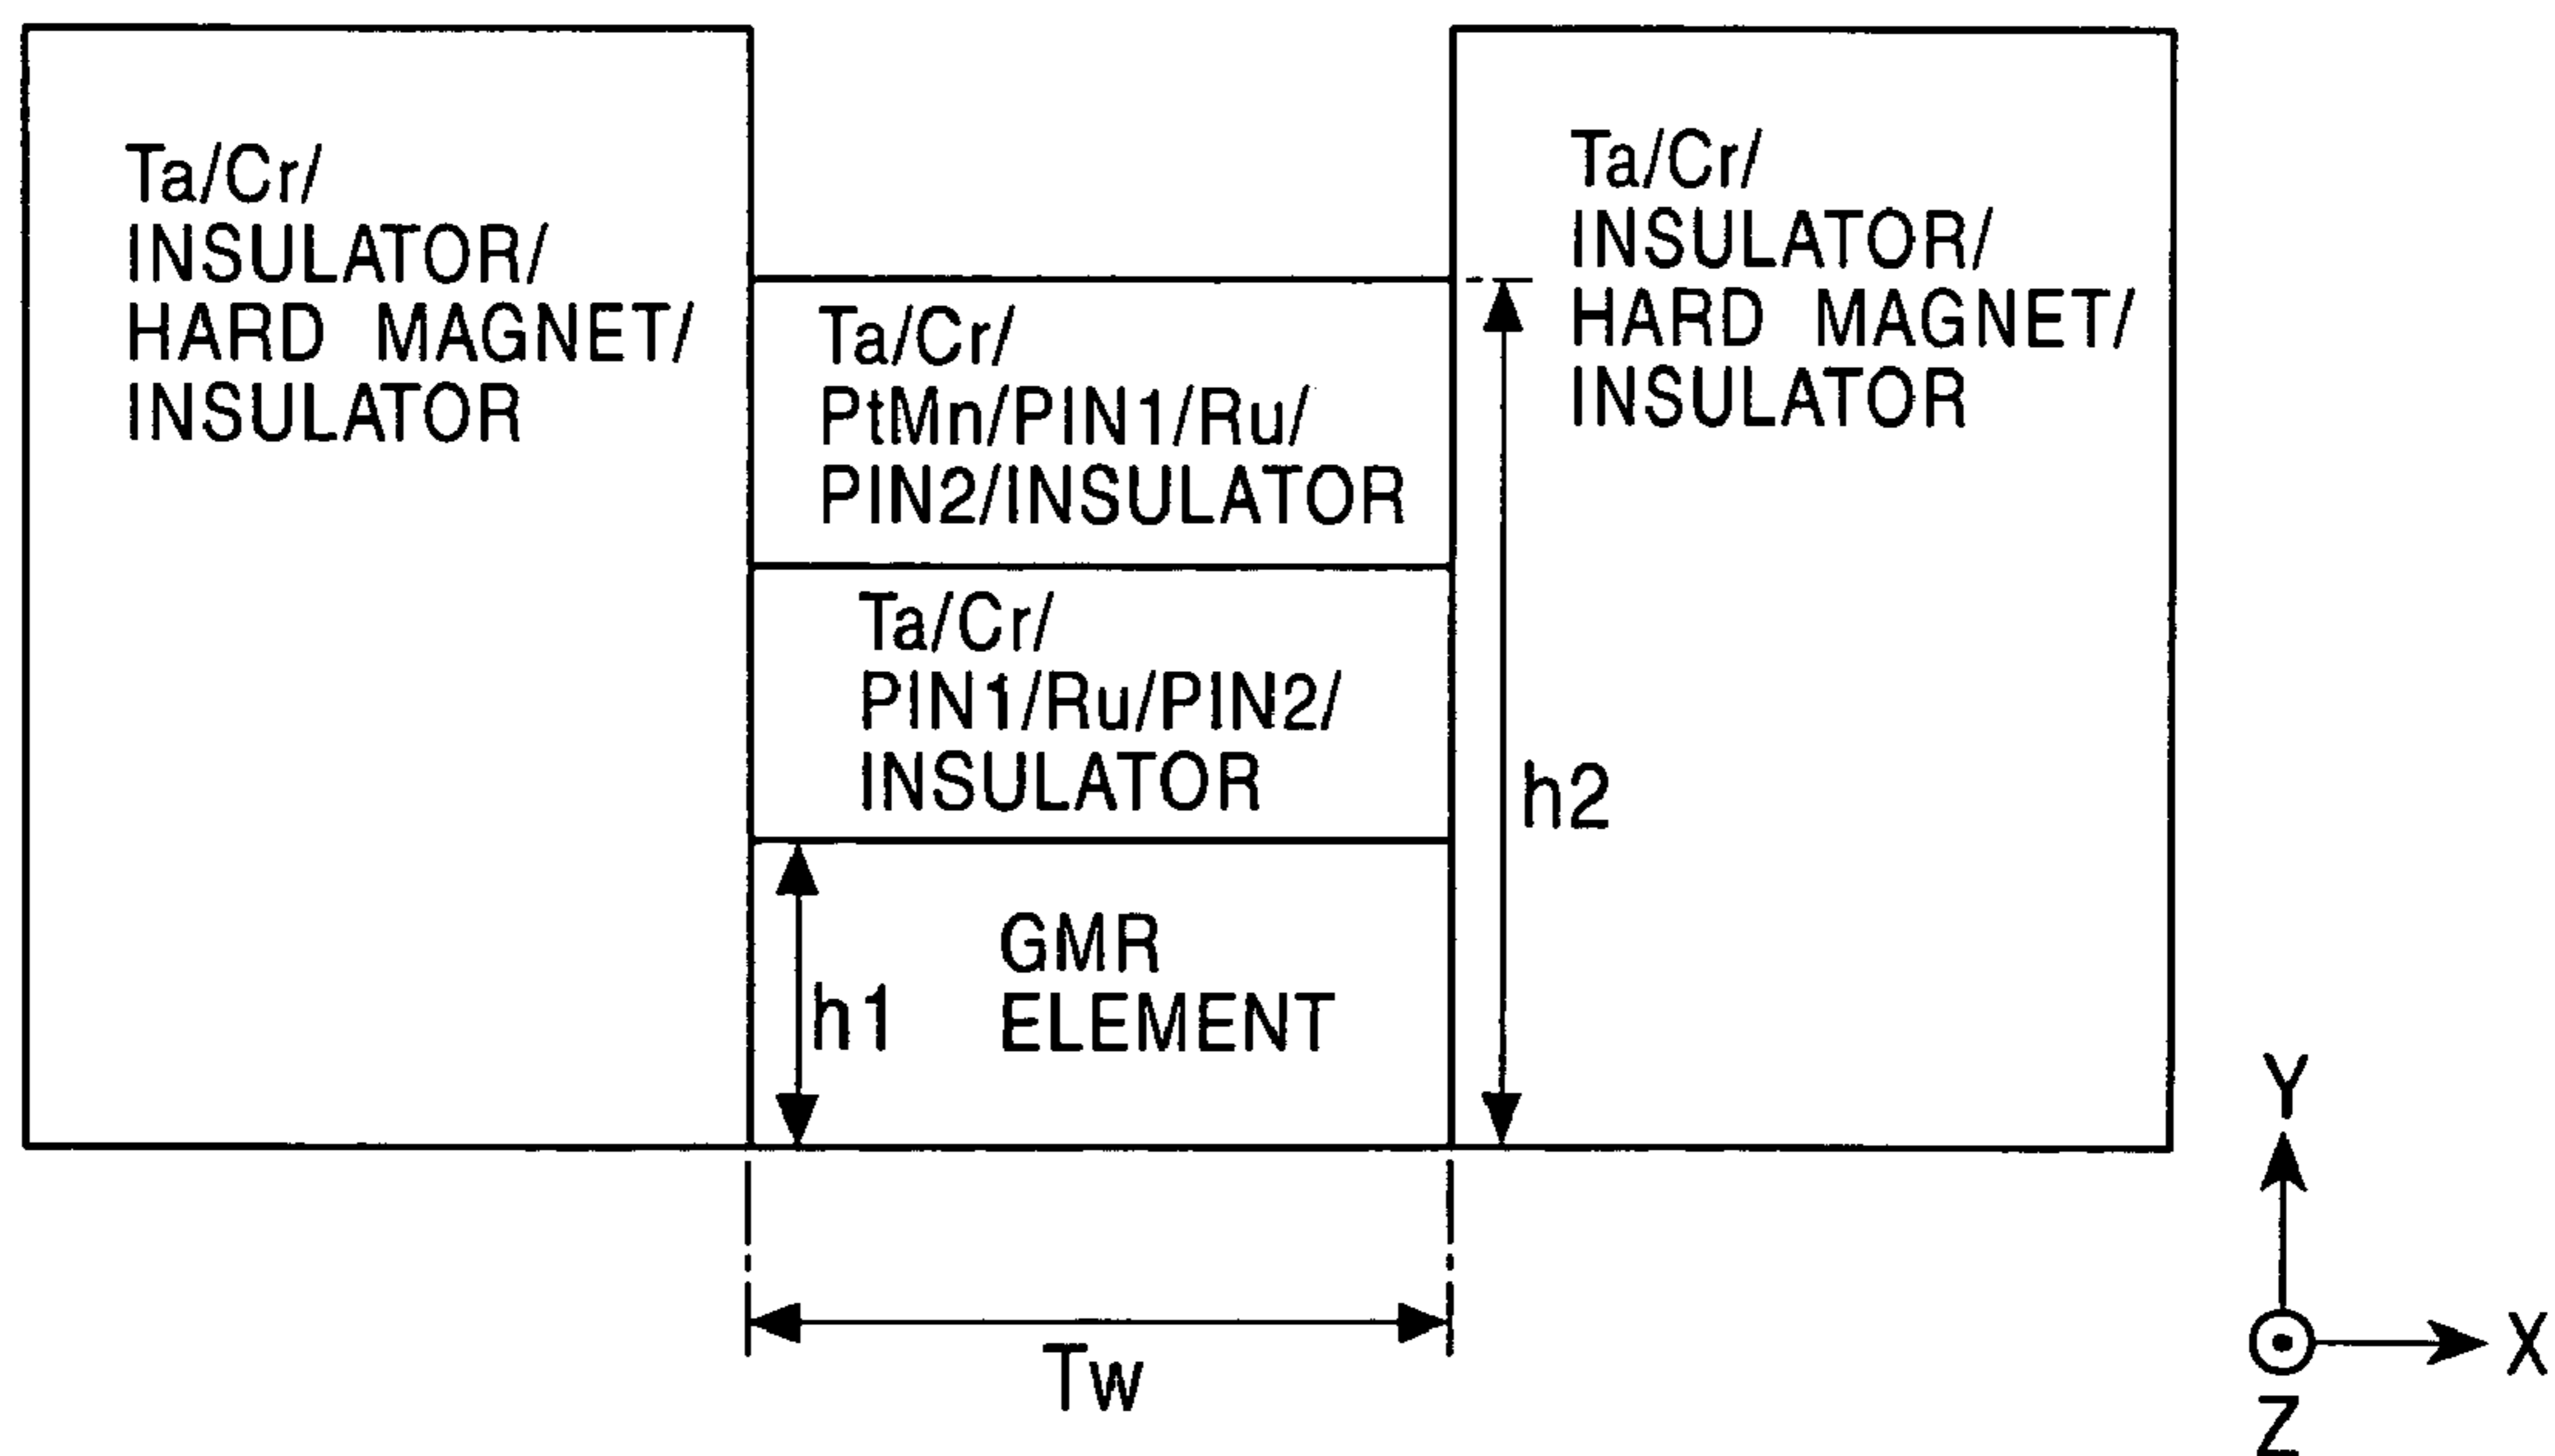 Ta/Cr/
INSULATOR/
HARD MAGNET/
INSULATOR
Ta/Cr/
PtMn/PIN1/Ru/
PIN2/INSULATOR
Ta/Cr/
PIN1/Ru/PIN2/
INSULATOR
h1
GMR
ELEMENT
h2
Ta/Cr/
INSULATOR/
HARD MAGNET/
INSULATOR
Tw
Y
X
Z